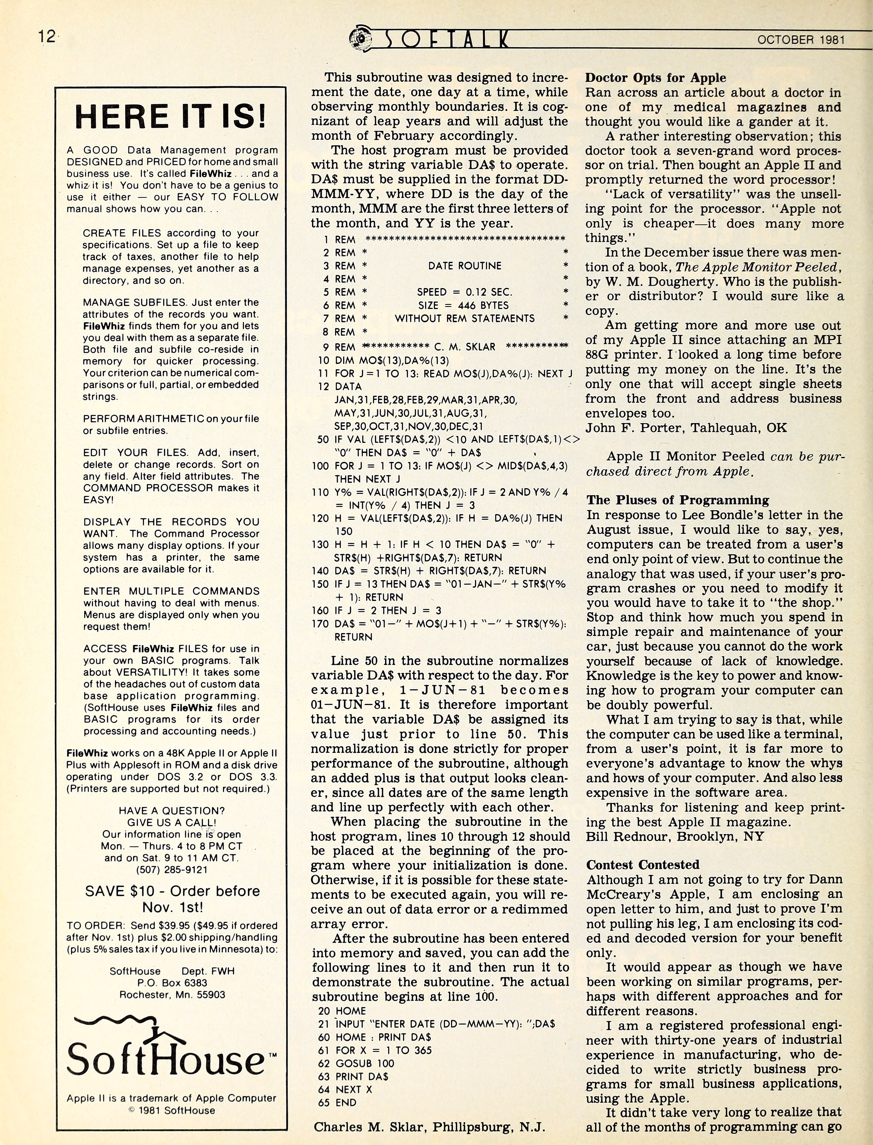 12
SOFTALK
OCTOBER 1981
HERE IT IS!
A GOOD Data Management program
DESIGNED and PRICED for home and small
business use. It's called FileWhiz . . . and a
whiz it is! You don't have to be a genius to
use it either — our EASY TO FOLLOW
manual shows how you can. . .
CREATE FILES according to your
specifications. Set up a file to keep
track of taxes, another file to help
manage expenses, yet another as a
directory, and so on.
MANAGE SUBFILES. Just enter the
attributes of the records you want.
FileWhiz finds them for you and lets
you deal with them as a separate file.
Both file and subfile co-reside in
memory for quicker processing.
Your criterion can be numerical com-
parisons or full, partial, or embedded
strings.
PERFORM ARITHMETIC on your file
or subfile entries.
EDIT YOUR FILES. Add, insert,
delete or change records. Sort on
any field. Alter field attributes. The
COMMAND PROCESSOR makes it
EASY!
DISPLAY THE RECORDS YOU
WANT. The Command Processor
allows many display options. If your
system has a printer, the same
options are available for it.
ENTER MULTIPLE COMMANDS
without having to deal with menus.
Menus are displayed only when you
request them!
ACCESS FileWhiz FILES for use in
your own BASIC programs. Talk
about VERSATILITY! It takes some
of the headaches out of custom data
base application programming.
(SoftHouse uses FileWhiz files and
BASIC programs for its order
processing and accounting needs.)
FileWhiz works on a 48K Apple II or Apple II
Plus with Applesoft in ROM and a disk drive
operating under DOS 3.2 or DOS 3.3.
(Printers are supported but not required.)
HAVE A QUESTION?
GIVE US A CALL!
Our information line is open
Mon. — Thurs. 4 to 8 PM CT
and on Sat. 9 to 11 AM CT.
(507) 285-9121
SAVE $10 - Order before
Nov. 1st!
TO ORDER: Send $39.95 ($49.95 if ordered
after Nov. 1st) plus $2.00 shipping/handling
(plus 5% sales tax if you live in Minnesota) to:
SoftHouse Dept. FWH
P.O. Box 6383
Rochester, Mn. 55903
SoftHouse™
Apple II is a trademark of Apple Computer
© 1981 SoftHouse
This subroutine was designed to incre-
ment the date, one day at a time, while
observing monthly boundaries. It is cog-
nizant of leap years and will adjust the
month of February accordingly.
The host program must be provided
with the string variable DA$ to operate.
DA$ must be supplied in the format DD-
MMM-YY, where DD is the day of the
month, MMM are the first three letters of
the month, and YY is the year.
1 REM **********************************
2 REM * *
3 REM * DATE ROUTINE *
4 REM * *
5 REM * SPEED = 0.12 SEC. *
6 REM * SIZE = 446 BYTES *
7 REM * WITHOUT REM STATEMENTS *
8 REM *
9 REM ************ C. M. SKLAR ***********
10 DIM MO$(13),DA%(13)
11 FOR J=1 TO 13: READ MO$(J),DA%(J): NEXT J
12 DATA
JAN,31,FEB,28,FEB,29,MAR,31,APR,30,
MAY,31,JUN,30,JUL,31,AUG,31,
SEP,30,OCT,31,NOV,30,DEC,31
50 IF VAL (LEFT$(DA$,2)) <10 AND LEFT$(DA$,1)<>
"0" THEN DA$ = "0" + DA$
100 FOR J = 1 TO 13: IF MO$(J) <> MID$(DA$,4,3)
THEN NEXT J
110 Y% = VAL(RIGHT$(DA$,2)): IF J = 2 AND Y% / 4
= INT(Y% / 4) THEN J = 3
120 H = VAL(LEFT$(DA$,2)): IF H = DA%(J) THEN
150
130 H = H + 1: IF H < 10 THEN DA$ = "0" +
STR$(H) +RIGHT$(DA$,7): RETURN
140 DA$ = STR$(H) + RIGHT$(DA$,7): RETURN
150 IF J = 13 THEN DA$ = "01-JAN-" + STR$(Y%
+ 1): RETURN
160 IF J = 2 THEN J = 3
170 DA$ = "01-" + MO$(J+1) + "-" + STR$(Y%):
RETURN
Line 50 in the subroutine normalizes
variable DA$ with respect to the day. For
example, 1-JUN-81 becomes
01-JUN-81. It is therefore important
that the variable DA$ be assigned its
value just prior to line 50. This
normalization is done strictly for proper
performance of the subroutine, although
an added plus is that output looks clean-
er, since all dates are of the same length
and line up perfectly with each other.
When placing the subroutine in the
host program, lines 10 through 12 should
be placed at the beginning of the pro-
gram where your initialization is done.
Otherwise, if it is possible for these state-
ments to be executed again, you will re-
ceive an out of data error or a redimmed
array error.
After the subroutine has been entered
into memory and saved, you can add the
following lines to it and then run it to
demonstrate the subroutine. The actual
subroutine begins at line 100.
20 HOME
21 INPUT "ENTER DATE (DD-MMM-YY): ";DA$
60 HOME : PRINT DA$
61 FOR X = 1 TO 365
62 GOSUB 100
63 PRINT DA$
64 NEXT X
65 END
Charles M. Sklar, Phillipsburg, N.J.
Doctor Opts for Apple
Ran across an article about a doctor in
one of my medical magazines and
thought you would like a gander at it.
A rather interesting observation; this
doctor took a seven-grand word proces-
sor on trial. Then bought an Apple II and
promptly returned the word processor!
"Lack of versatility" was the unsell-
ing point for the processor. "Apple not
only is cheaper—it does many more
things."
In the December issue there was men-
tion of a book, The Apple Monitor Peeled,
by W. M. Dougherty. Who is the publish-
er or distributor? I would sure like a
copy.
Am getting more and more use out
of my Apple II since attaching an MPI
88G printer. I looked a long time before
putting my money on the line. It's the
only one that will accept single sheets
from the front and address business
envelopes too.
John F. Porter, Tahlequah, OK
Apple II Monitor Peeled can be pur-
chased direct from Apple.
The Pluses of Programming
In response to Lee Bondle's letter in the
August issue, I would like to say, yes,
computers can be treated from a user's
end only point of view. But to continue the
analogy that was used, if your user's pro-
gram crashes or you need to modify it
you would have to take it to "the shop."
Stop and think how much you spend in
simple repair and maintenance of your
car, just because you cannot do the work
yourself because of lack of knowledge.
Knowledge is the key to power and know-
ing how to program your computer can
be doubly powerful.
What I am trying to say is that, while
the computer can be used like a terminal,
from a user's point, it is far more to
everyone's advantage to know the whys
and hows of your computer. And also less
expensive in the software area.
Thanks for listening and keep print-
ing the best Apple II magazine.
Bill Rednour, Brooklyn, NY
Contest Contested
Although I am not going to try for Dann
McCreary's Apple, I am enclosing an
open letter to him, and just to prove I'm
not pulling his leg, I am enclosing its cod-
ed and decoded version for your benefit
only.
It would appear as though we have
been working on similar programs, per-
haps with different approaches and for
different reasons.
I am a registered professional engi-
neer with thirty-one years of industrial
experience in manufacturing, who de-
cided to write strictly business pro-
grams for small business applications,
using the Apple.
It didn't take very long to realize that
all of the months of programming can go